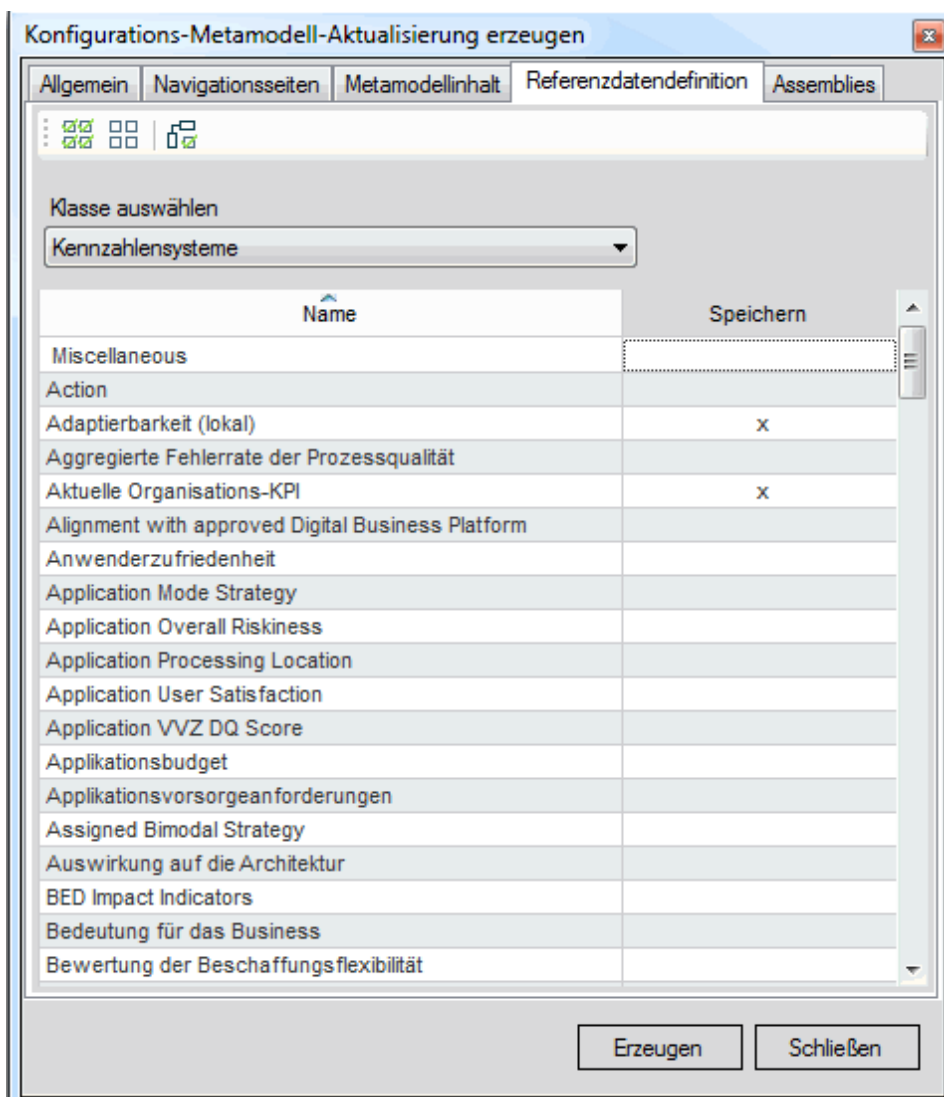 Konfigurations-Metamodell-Aktualisierung erzeugen
Allgemein Navigationsseiten Metamodellinhalt Referenzdatendefinition Assemblies
Klasse auswählen
Kennzahlensysteme
Name Speichern
Miscellaneous
Action
Adaptierbarkeit (lokal) x
Aggregierte Fehlerrate der Prozessqualität
Aktuelle Organisations-KPI x
Alignment with approved Digital Business Platform
Anwenderzufriedenheit
Application Mode Strategy
Application Overall Riskiness
Application Processing Location
Application User Satisfaction
Application VVZ DQ Score
Applikationsbudget
Applikationsvorsorgeanforderungen
Assigned Bimodal Strategy
Auswirkung auf die Architektur
BED Impact Indicators
Bedeutung für das Business
Bewertung der Beschaffungsflexibilität
Erzeugen Schließen